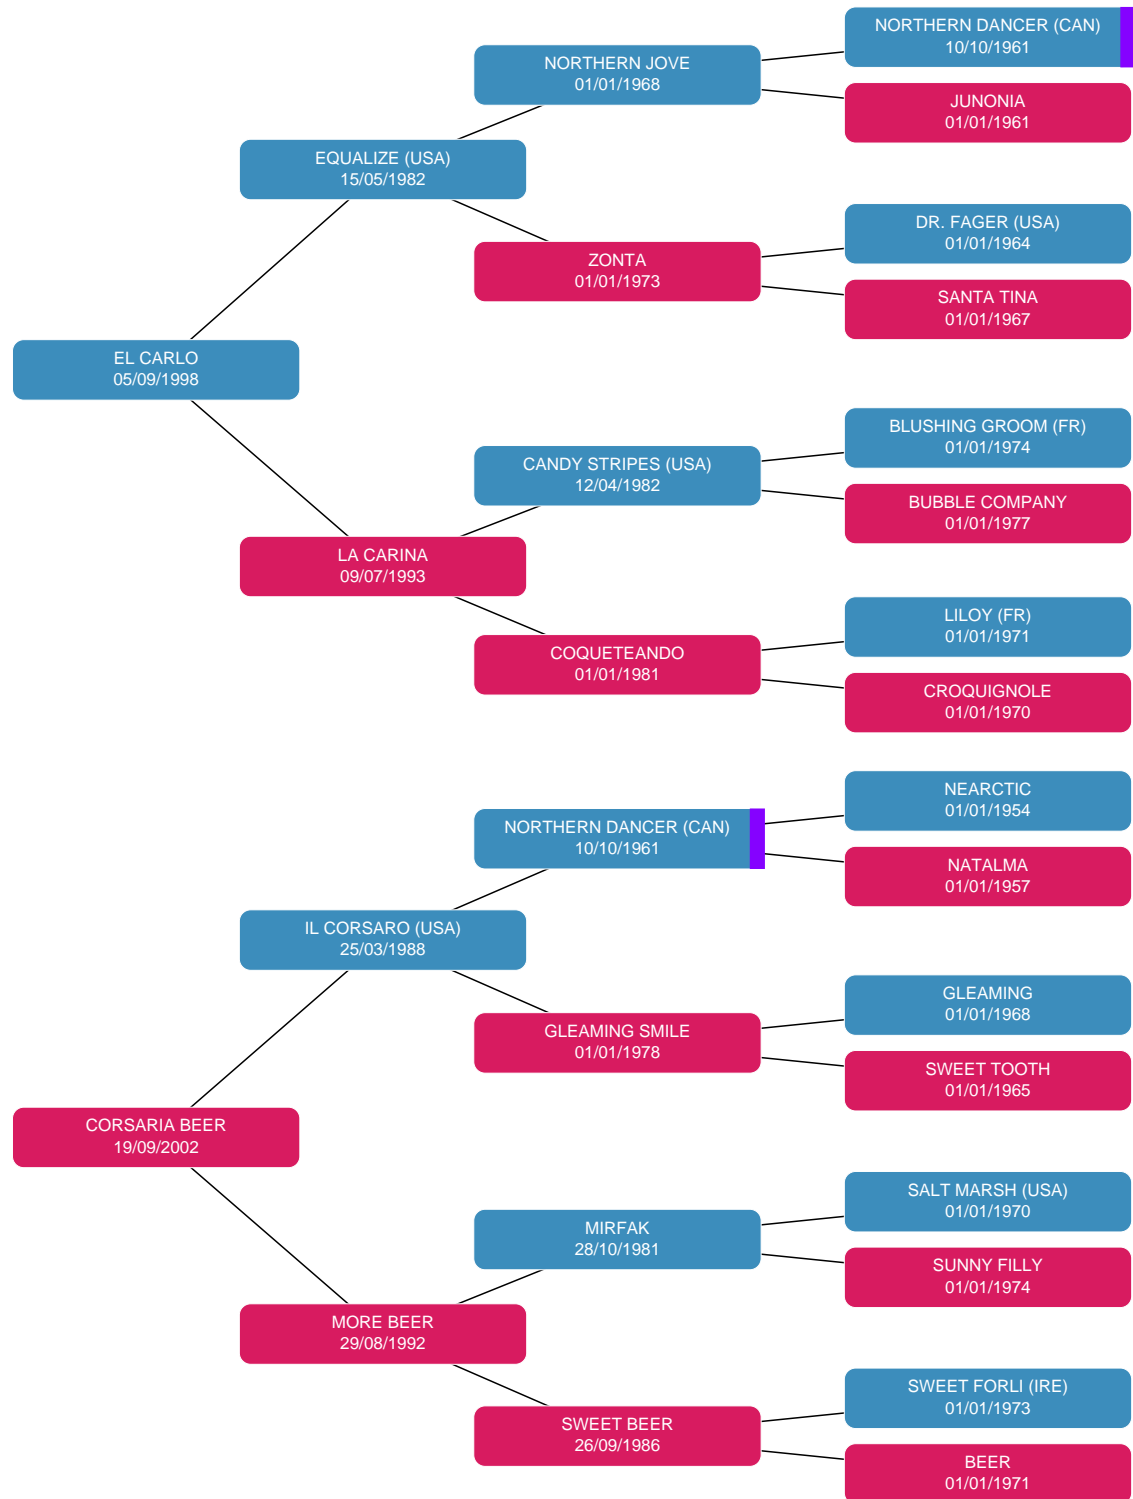 NORTHERN DANCER (CAN)
10/10/1961
NORTHERN JOVE
01/01/1968
JUNONIA
01/01/1961
EQUALIZE (USA)
15/05/1982
DR. FAGER (USA)
01/01/1964
ZONTA
01/01/1973
SANTA TINA
01/01/1967
EL CARLO
05/09/1998
BLUSHING GROOM (FR)
01/01/1974
CANDY STRIPES (USA)
12/04/1982
BUBBLE COMPANY
01/01/1977
LA CARINA
09/07/1993
LILOY (FR)
01/01/1971
COQUETEANDO
01/01/1981
CROQUIGNOLE
01/01/1970
NEARCTIC
01/01/1954
NORTHERN DANCER (CAN)
10/10/1961
NATALMA
01/01/1957
IL CORSARO (USA)
25/03/1988
GLEAMING
01/01/1968
GLEAMING SMILE
01/01/1978
SWEET TOOTH
01/01/1965
CORSARIA BEER
19/09/2002
SALT MARSH (USA)
01/01/1970
MIRFAK
28/10/1981
SUNNY FILLY
01/01/1974
MORE BEER
29/08/1992
SWEET FORLI (IRE)
01/01/1973
SWEET BEER
26/09/1986
BEER
01/01/1971